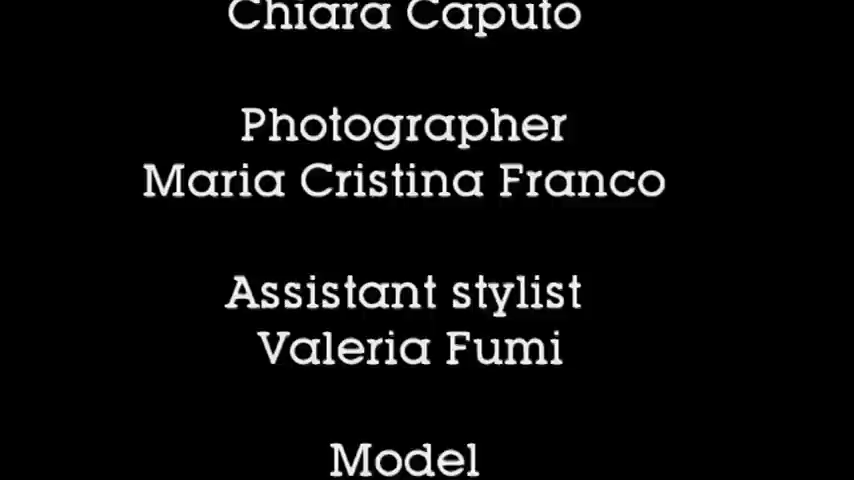 Chiara Caputo
Photographer
Maria Cristina Franco
Assistant stylist
Valeria Fumi
Model